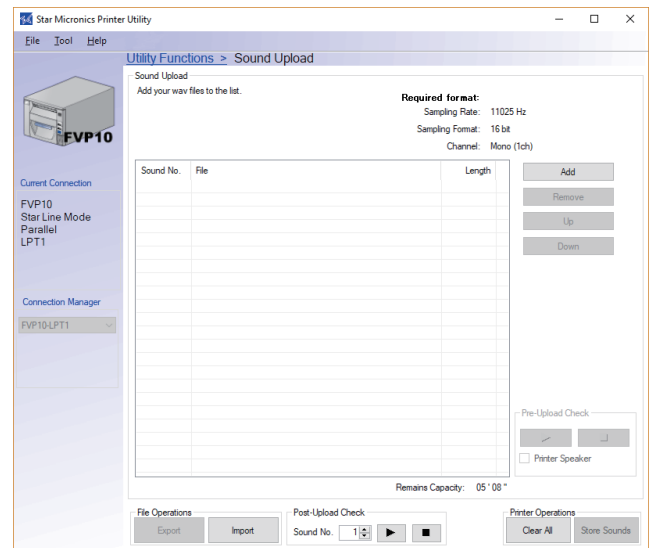 Star Micronics Printer Utility
File Tool Help
Utility Functions > Sound Upload
Sound Upload
Add your wav files to the list.
Required format:
Sampling Rate: 11025 Hz
Sampling Format: 16 bit
Channel: Mono (1ch)
FVP10
Current Connection
FVP10
Star Line Mode
Parallel
LPT1
Connection Manager
FVP10-LPT1
Sound No. File Length
Add
Remove
Up
Down
Pre-Upload Check
Printer Speaker
Remains Capacity: 05 ' 08 "
File Operations
Export Import
Post-Upload Check
Sound No. 1
Printer Operations
Clear All Store Sounds